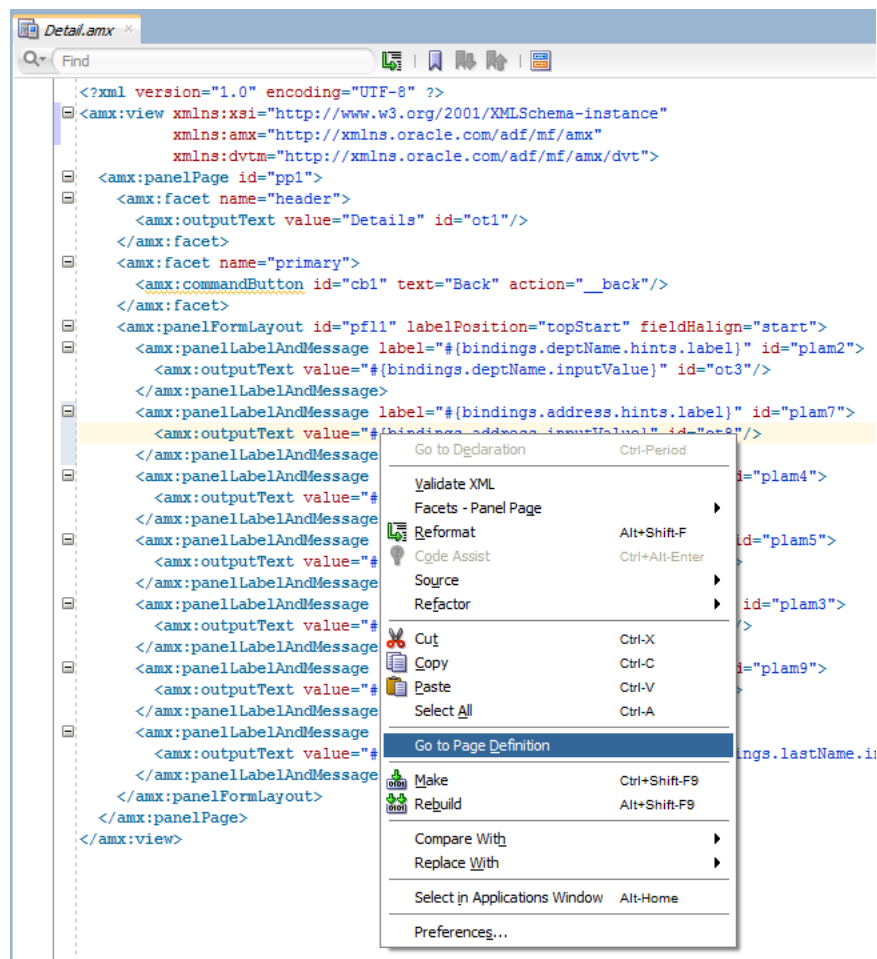 Detail.amx
Find
<?xml version="1.0" encoding="UTF-8" ?>
<amx:view xmlns:xsi="http://www.w3.org/2001/XMLSchema-instance"
xmlns:amx="http://xmlns.oracle.com/adf/mf/amx"
xmlns:dvtm="http://xmlns.oracle.com/adf/mf/amx/dvt">
<amx:panelPage id="pp1">
<amx:facet name="header">
<amx:outputText value="Details" id="ot1"/>
</amx:facet>
<amx:facet name="primary">
<amx:commandButton id="cb1" text="Back" action="__back"/>
</amx:facet>
<amx:panelFormLayout id="pfl1" labelPosition="topStart" fieldHalign="start">
<amx:panelLabelAndMessage label="#{bindings.deptName.hints.label}" id="plam2">
<amx:outputText value="#{bindings.deptName.inputValue}" id="ot3"/>
</amx:panelLabelAndMessage>
<amx:panelLabelAndMessage label="#{bindings.address.hints.label}" id="plam7">
<amx:outputText value="#{bindings.address.inputValue}" id="ot8"/>
</amx:panelLabelAndMessage
<amx:panelLabelAndMessage d="plam4">
<amx:outputText value="#
</amx:panelLabelAndMessage
<amx:panelLabelAndMessage id="plam5">
<amx:outputText value="#
</amx:panelLabelAndMessage
<amx:panelLabelAndMessage id="plam3">
<amx:outputText value="# />
</amx:panelLabelAndMessage
<amx:panelLabelAndMessage d="plam9">
<amx:outputText value="#
</amx:panelLabelAndMessage
<amx:panelLabelAndMessage
<amx:outputText value="# ings.lastName.in
</amx:panelLabelAndMessage
</amx:panelFormLayout>
</amx:panelPage>
</amx:view>
Go to Declaration Ctrl-Period
Validate XML
Facets - Panel Page
Reformat Alt+Shift-F
Code Assist Ctrl+Alt-Enter
Source
Refactor
Cut Ctrl-X
Copy Ctrl-C
Paste Ctrl-V
Select All Ctrl-A
Go to Page Definition
Make Ctrl+Shift-F9
Rebuild Alt+Shift-F9
Compare With
Replace With
Select in Applications Window Alt-Home
Preferences...